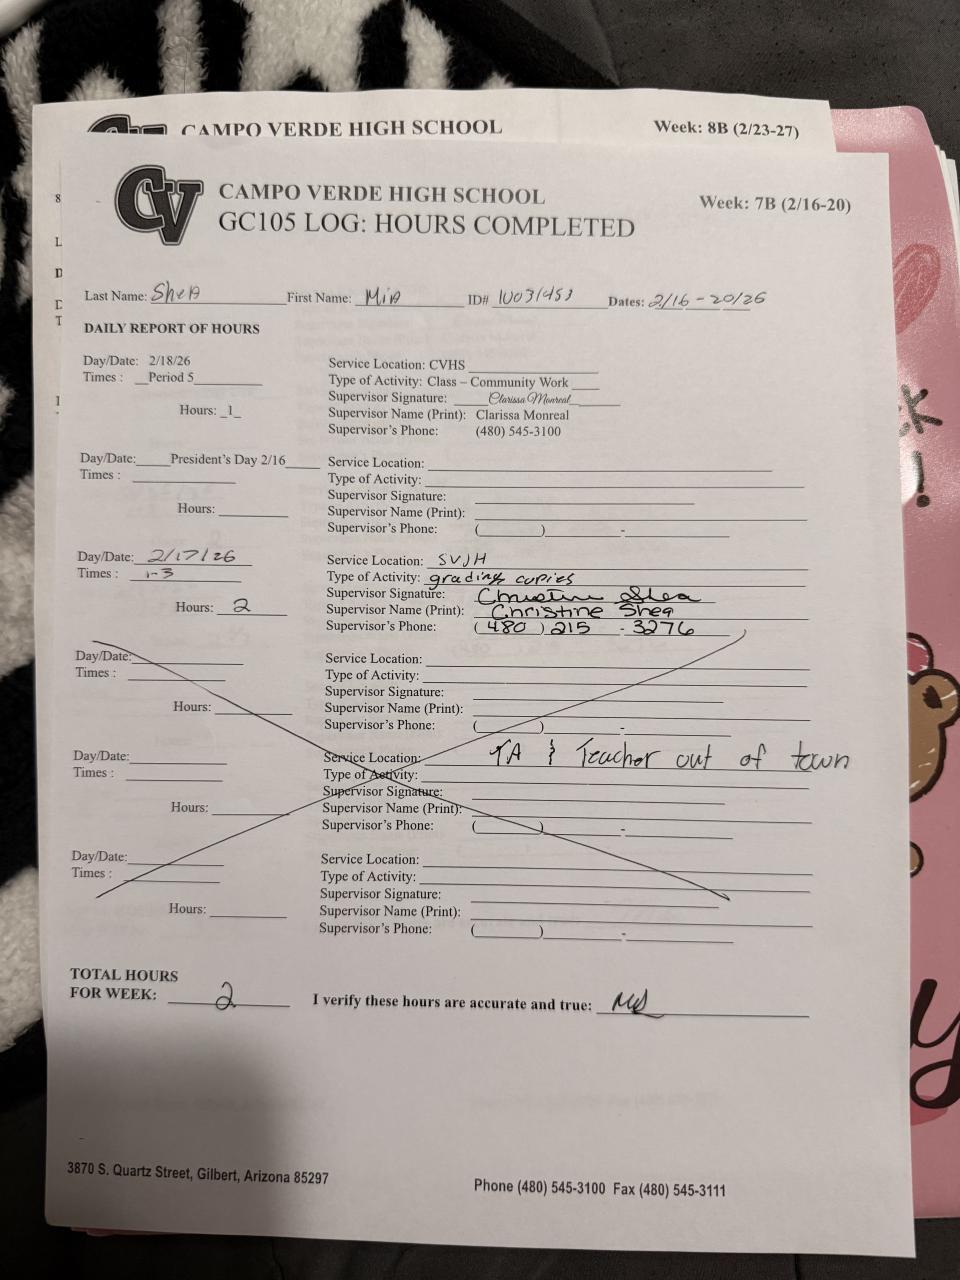 CAMPO VERDE HIGH SCHOOL
Week: 8B (2/23-27)
CV
CAMPO VERDE HIGH SCHOOL
Week: 7B (2/16-20)
GC105 LOG: HOURS COMPLETED
Last Name: Shea First Name: Mia ID# 10031453 Dates: 2/16 - 20/26
DAILY REPORT OF HOURS
Day/Date: 2/18/26 Service Location: CVHS
Times : Period 5 Type of Activity: Class – Community Work
Supervisor Signature: Clarissa Monreal
Hours: 1 Supervisor Name (Print): Clarissa Monreal
Supervisor's Phone: (480) 545-3100
Day/Date: President's Day 2/16 Service Location:
Times : Type of Activity:
Supervisor Signature:
Hours: Supervisor Name (Print):
Supervisor's Phone: ( ) -
Day/Date: 2/17/26 Service Location: SVJH
Times : 1-3 Type of Activity: grading copies
Supervisor Signature: Christine Shea
Hours: 2 Supervisor Name (Print): Christine Shea
Supervisor's Phone: (480) 215 - 3276
Day/Date: Service Location:
Times : Type of Activity:
Supervisor Signature:
Hours: Supervisor Name (Print):
Supervisor's Phone: ( ) -
Day/Date: Service Location: TA & Teacher out of town
Times : Type of Activity:
Supervisor Signature:
Hours: Supervisor Name (Print):
Supervisor's Phone: ( ) -
Day/Date: Service Location:
Times : Type of Activity:
Supervisor Signature:
Hours: Supervisor Name (Print):
Supervisor's Phone: ( ) -
TOTAL HOURS
FOR WEEK: 2 I verify these hours are accurate and true: MS
3870 S. Quartz Street, Gilbert, Arizona 85297
Phone (480) 545-3100 Fax (480) 545-3111